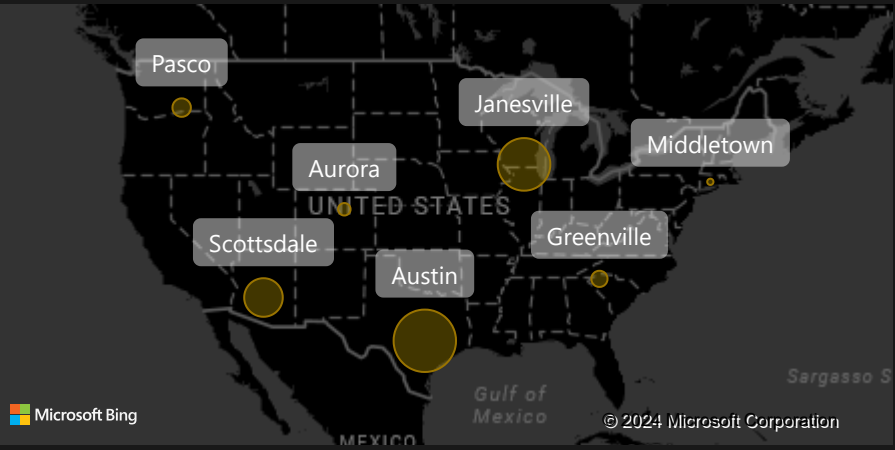 Pasco
Janesville
Middletown
Aurora
UNITED STATES
Scottsdale
Greenville
Austin
Sargasso S
Gulf of
Mexico
Microsoft Bing
© 2024 Microsoft Corporation
MEXICO